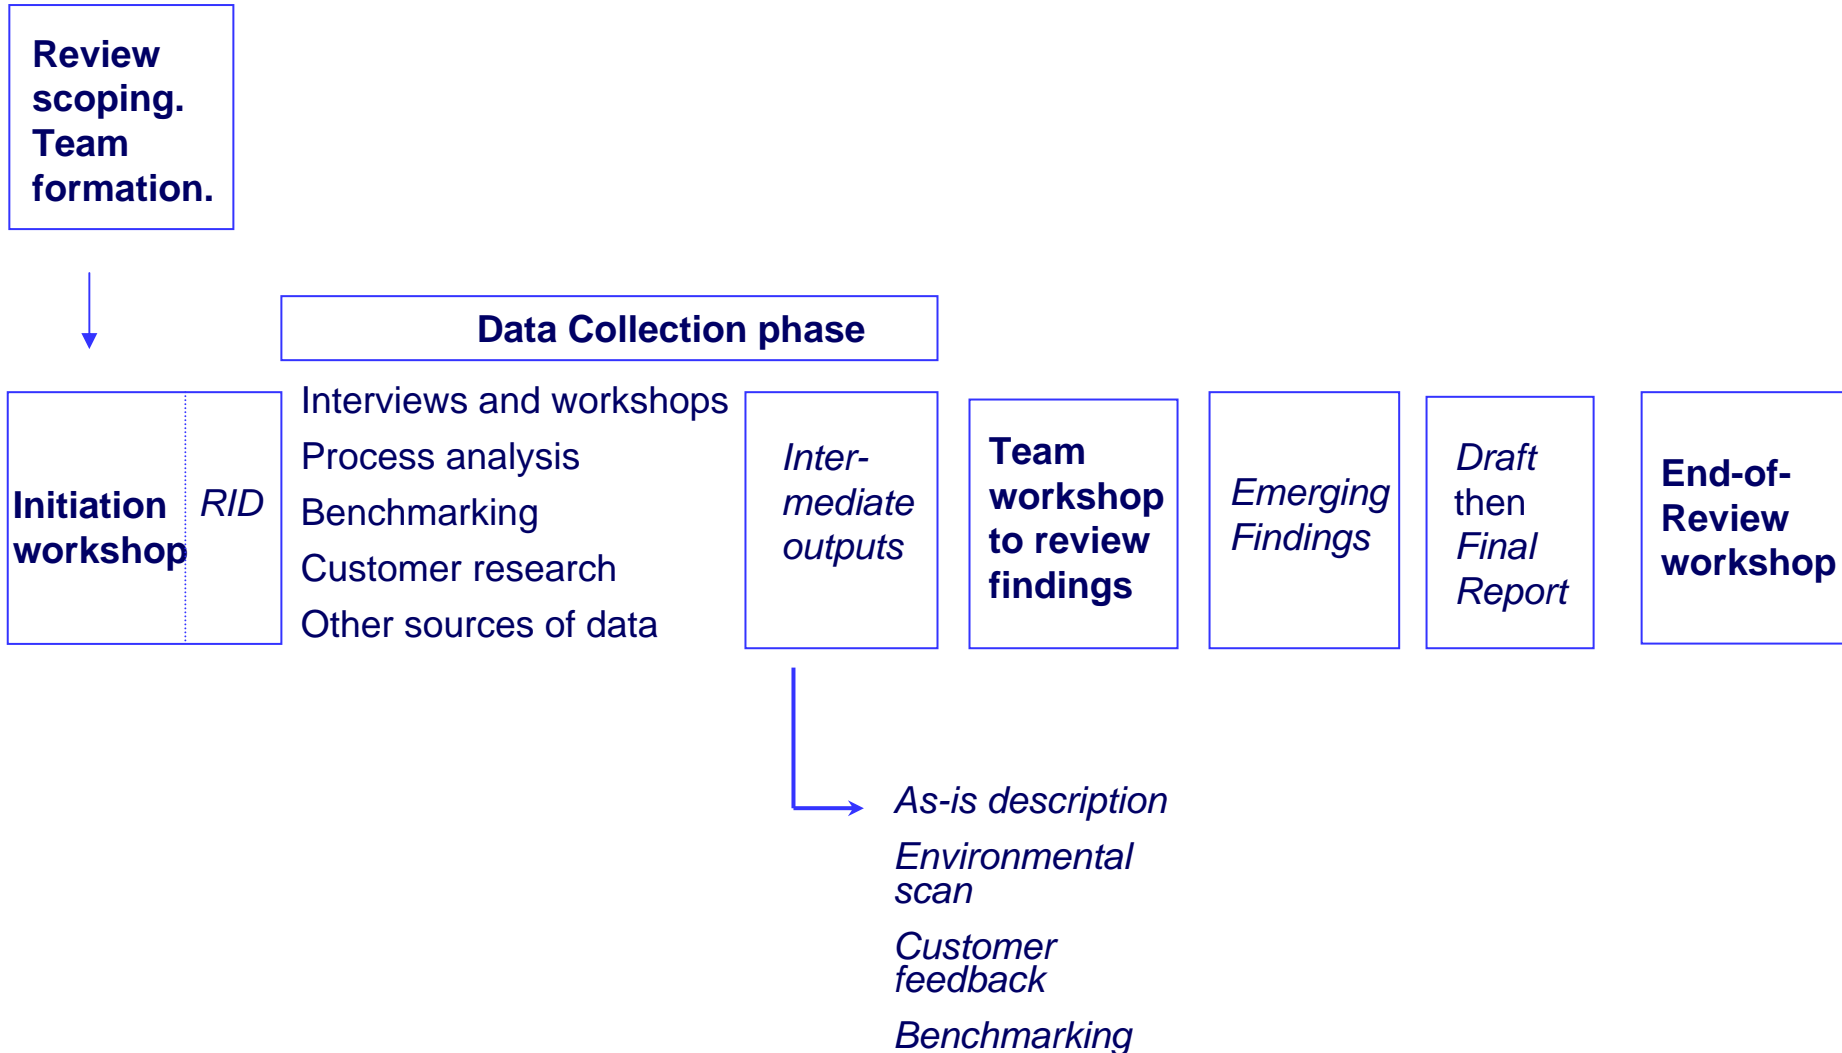 Review
scoping.
Team
formation.
Data Collection phase
Initiation
workshop
RID
Interviews and workshops
Process analysis
Benchmarking
Customer research
Other sources of data
Inter-
mediate
outputs
Team
workshop
to review
findings
Emerging
Findings
Draft
then
Final
Report
End-of-
Review
workshop
As-is description
Environmental
scan
Customer
feedback
Benchmarking